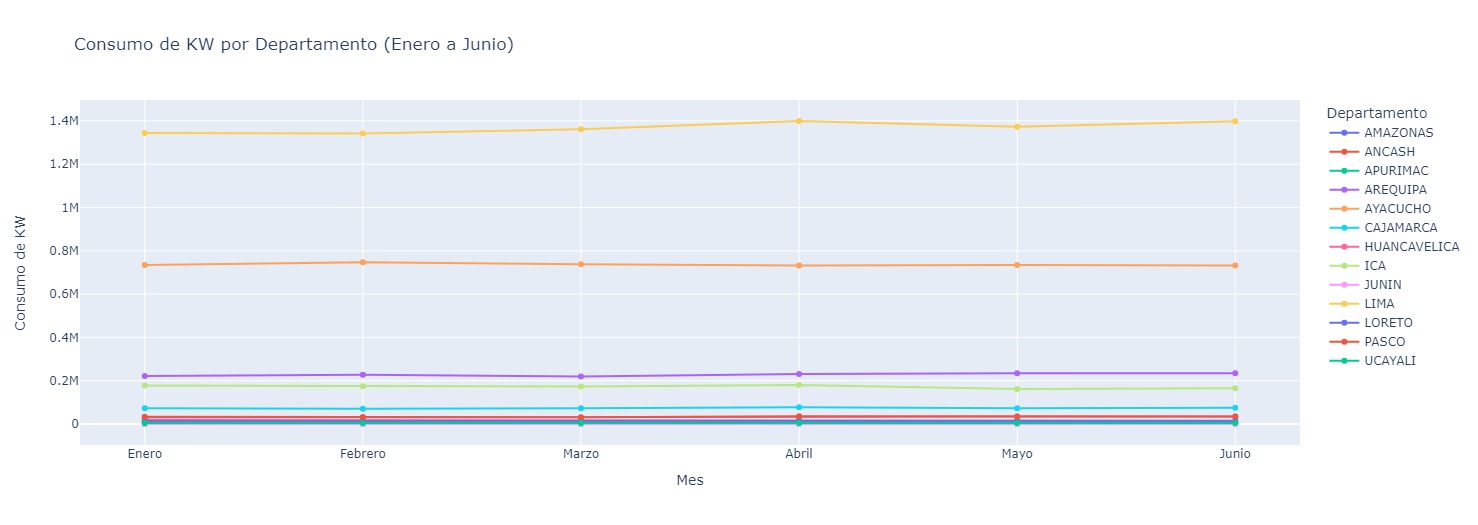 Consumo de KW por Departamento (Enero a Junio)
Consumo de KW
1.4M
1.2M
1M
0.8M
0.6M
0.4M
0.2M
0
Enero
Febrero
Marzo
Abril
Mayo
Junio
Mes
Departamento
AMAZONAS
ANCASH
APURIMAC
AREQUIPA
AYACUCHO
CAJAMARCA
HUANCAVELICA
ICA
JUNIN
LIMA
LORETO
PASCO
UCAYALI